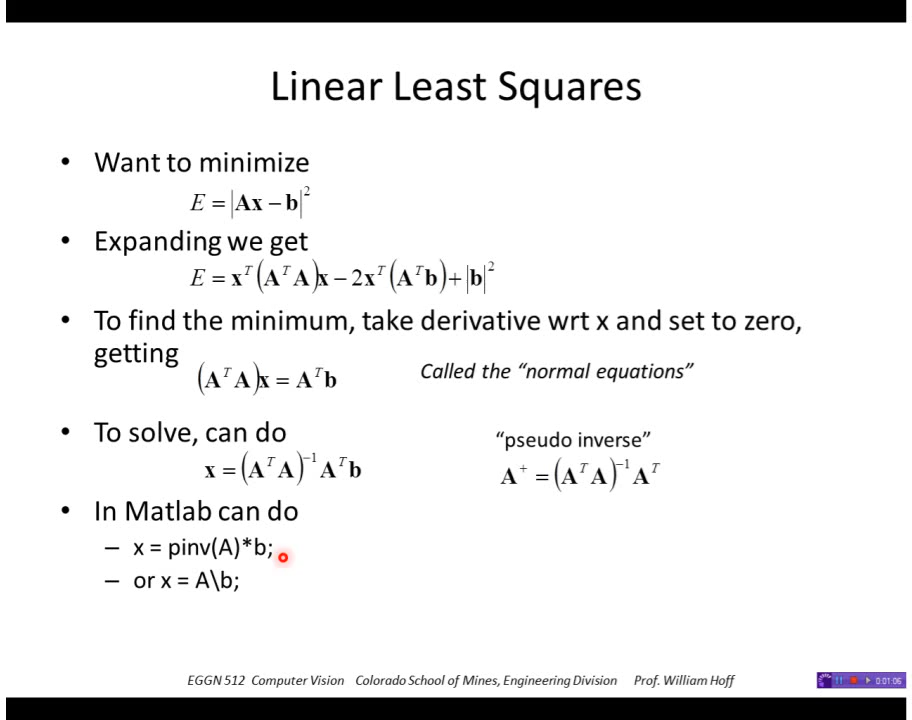 Linear Least Squares
• Want to minimize
E = |Ax − b|²
• Expanding we get
E = xᵀ(AᵀA)x − 2xᵀ(Aᵀb) + |b|²
• To find the minimum, take derivative wrt x and set to zero,
getting
(AᵀA)x = Aᵀb
Called the “normal equations”
• To solve, can do
x = (AᵀA)⁻¹Aᵀb
“pseudo inverse”
A⁺ = (AᵀA)⁻¹Aᵀ
• In Matlab can do
– x = pinv(A)*b;
– or x = A\b;
EGGN 512 Computer Vision Colorado School of Mines, Engineering Division Prof. William Hoff
0:01:06